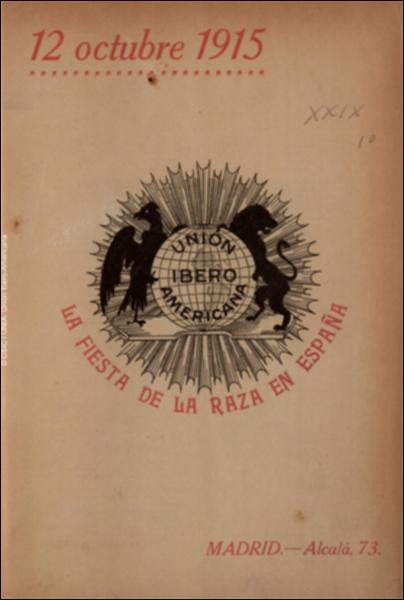 12 octubre 1915
XXIX
10
UNIÓN
IBERO
AMERICANA
LA FIESTA DE LA RAZA EN ESPAÑA
MADRID.—Alcalá, 73.